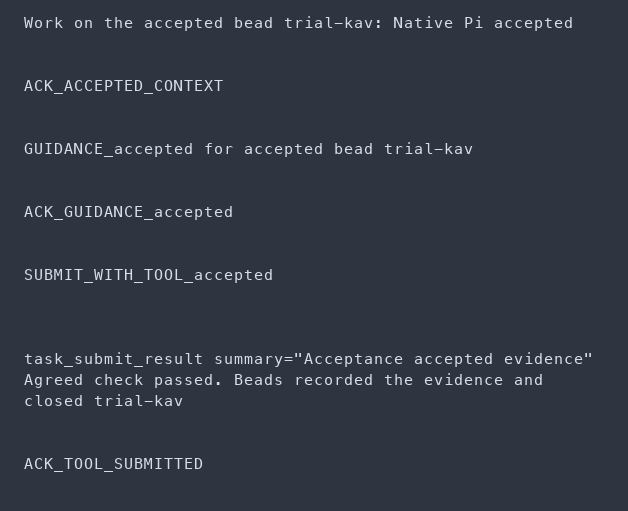 Work on the accepted bead trial-kav: Native Pi accepted
ACK_ACCEPTED_CONTEXT
GUIDANCE_accepted for accepted bead trial-kav
ACK_GUIDANCE_accepted
SUBMIT_WITH_TOOL_accepted
task_submit_result summary="Acceptance accepted evidence"
Agreed check passed. Beads recorded the evidence and
closed trial-kav
ACK_TOOL_SUBMITTED